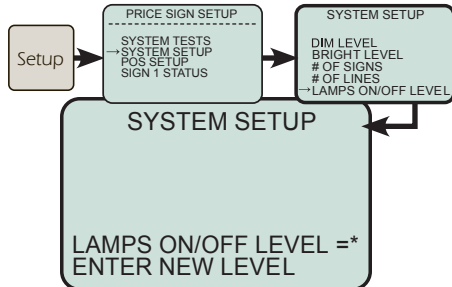 Setup
PRICE SIGN SETUP
SYSTEM TESTS
→SYSTEM SETUP
POS SETUP
SIGN 1 STATUS
SYSTEM SETUP
DIM LEVEL
BRIGHT LEVEL
# OF SIGNS
# OF LINES
→LAMPS ON/OFF LEVEL
SYSTEM SETUP
LAMPS ON/OFF LEVEL =*
ENTER NEW LEVEL